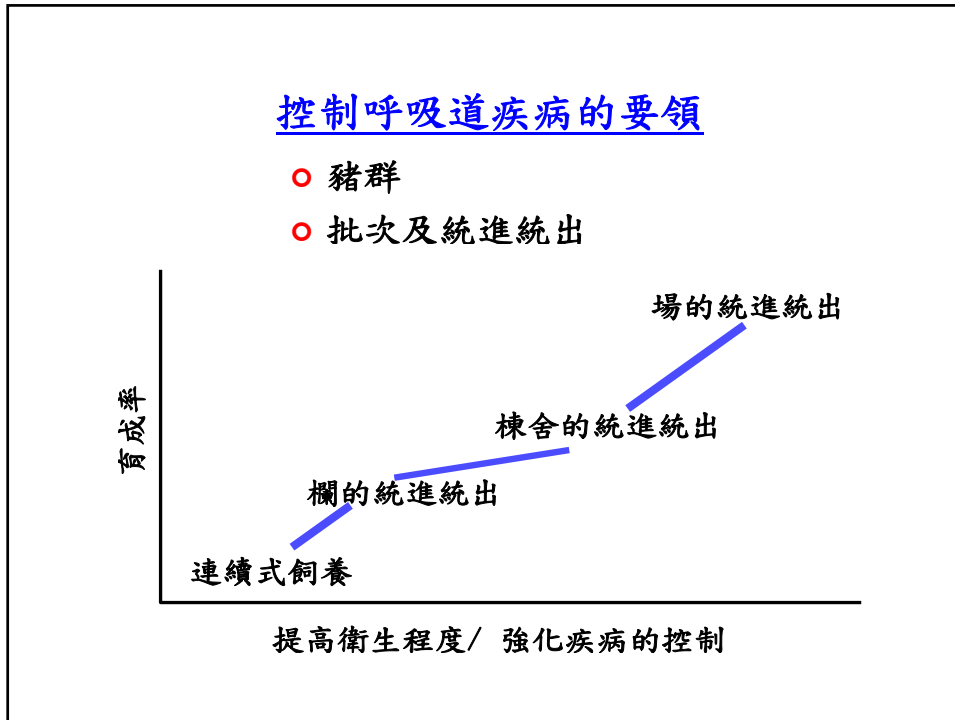 控制呼吸道疾病的要領
豬群
批次及統進統出
場的統進統出
棟舍的統進統出
欄的統進統出
連續式飼養
育成率
提高衛生程度/ 強化疾病的控制